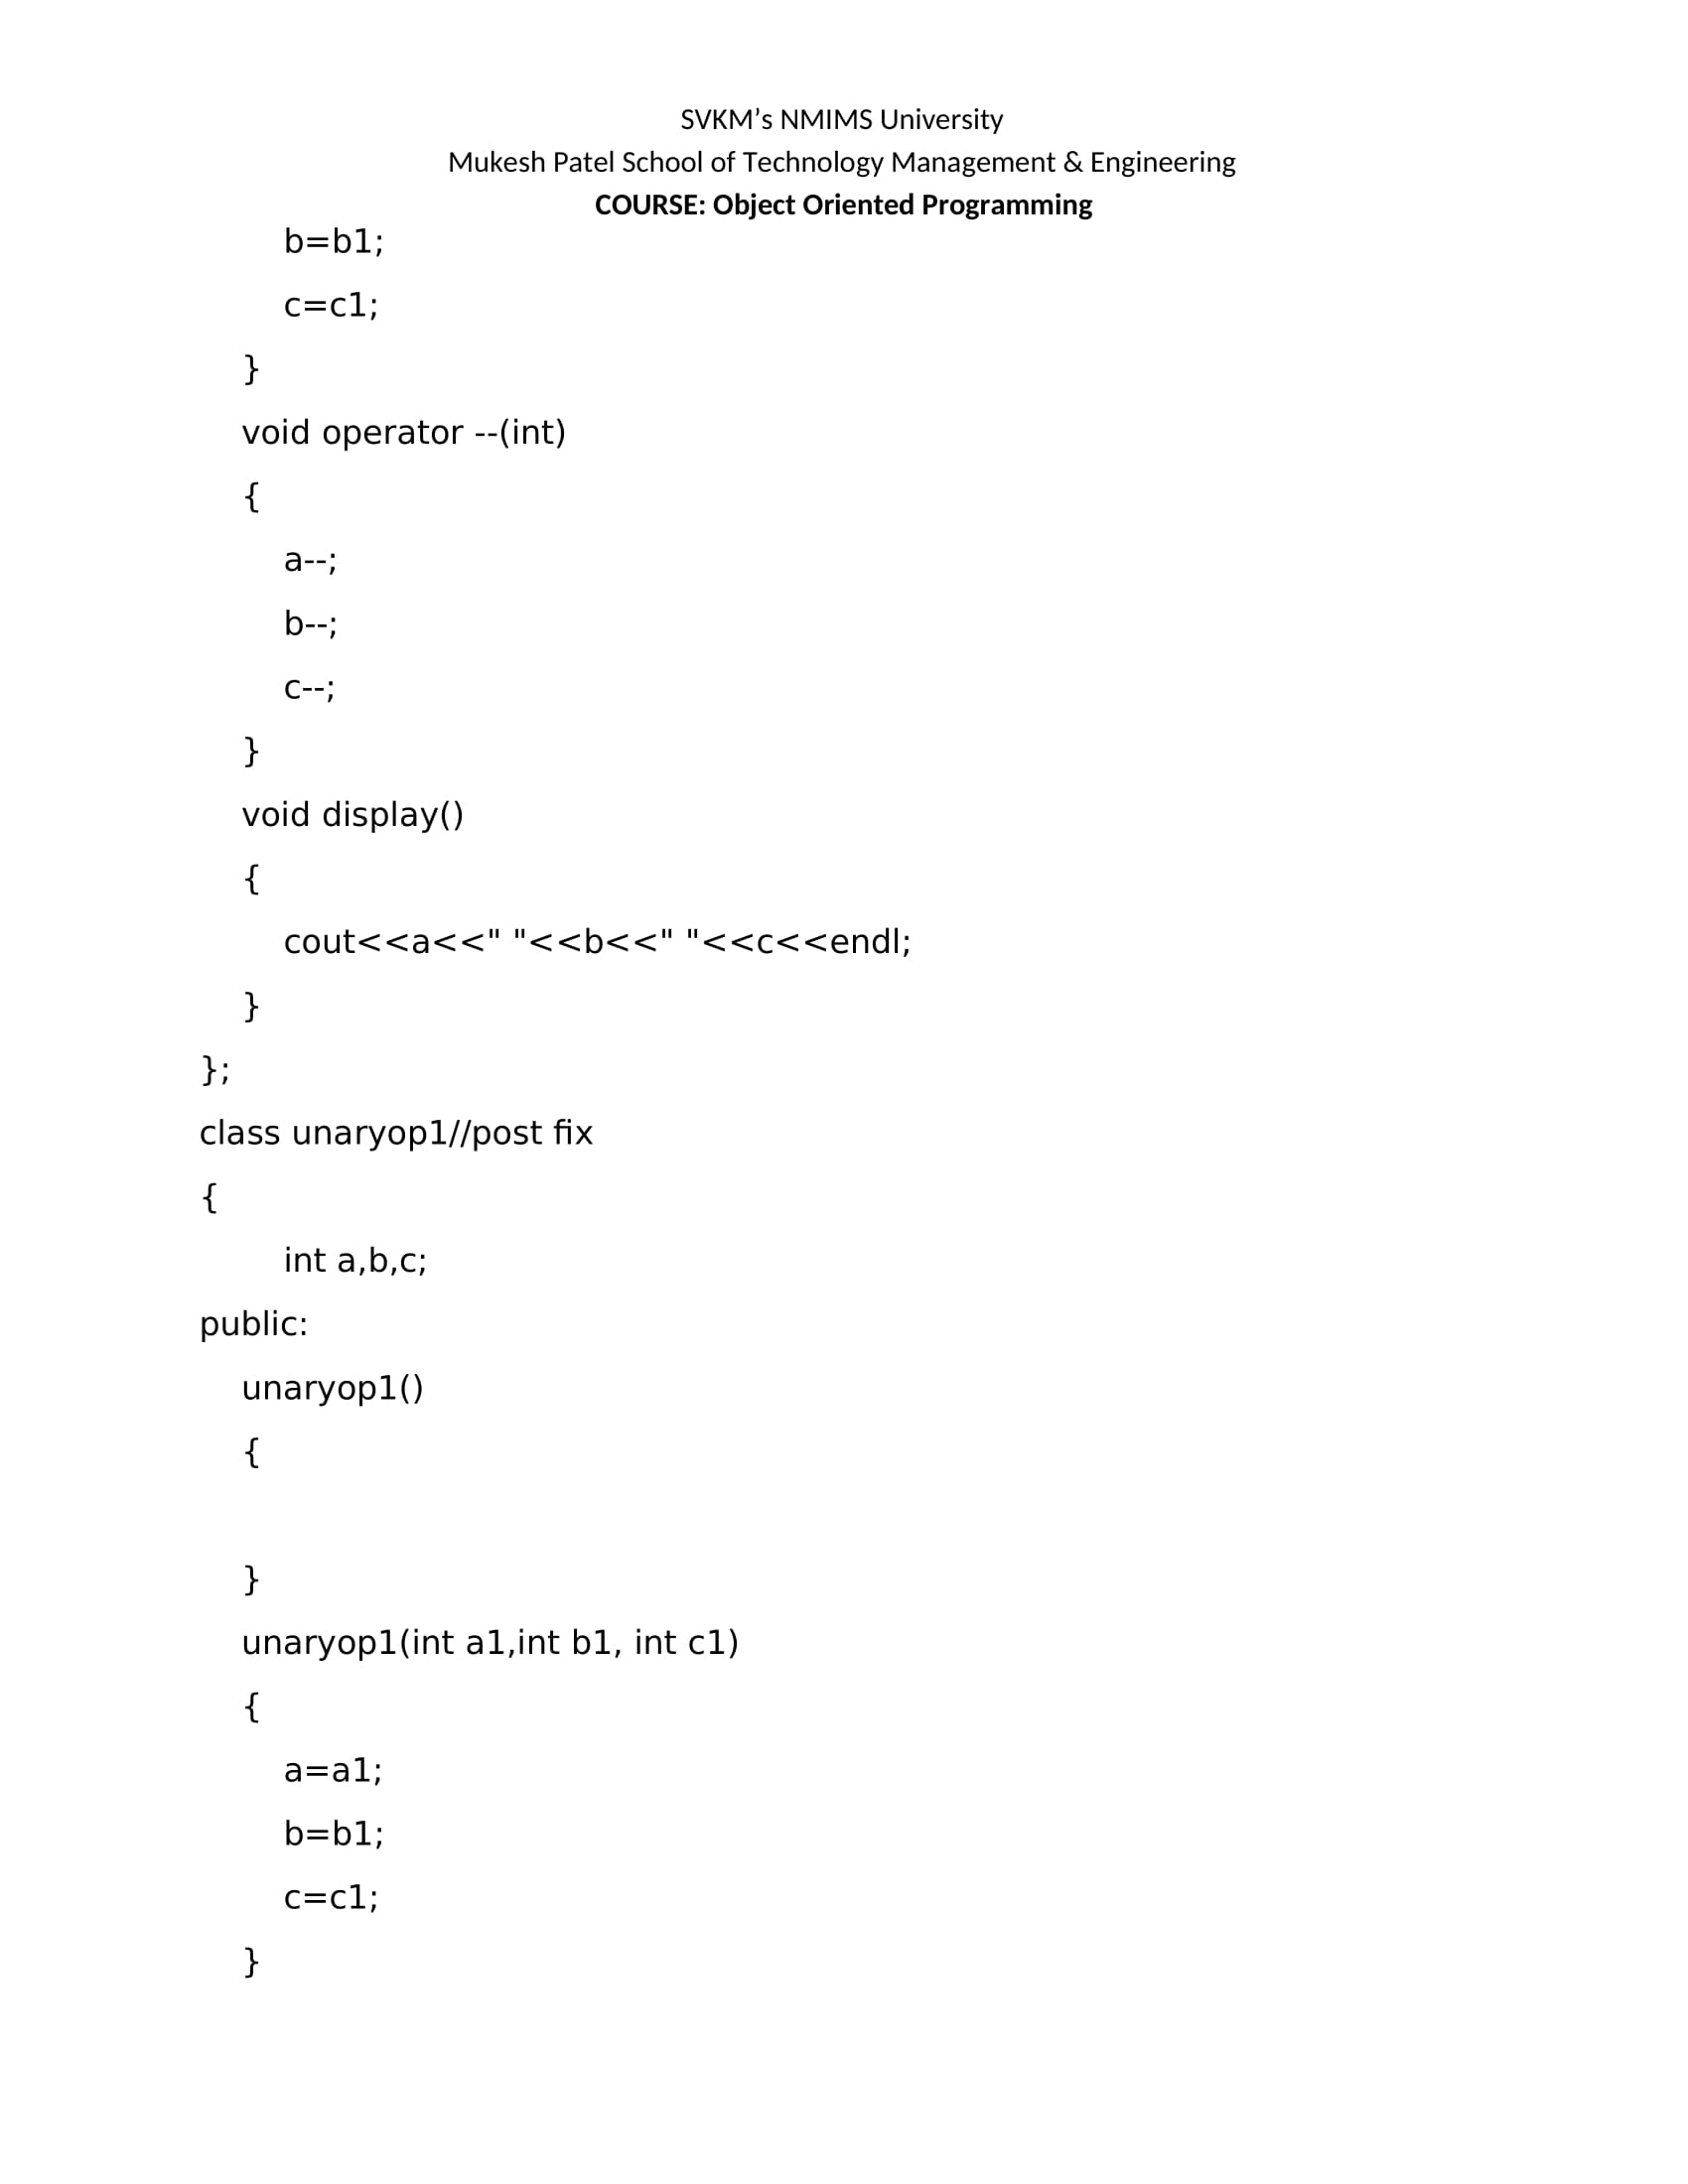 SVKM’s NMIMS University
Mukesh Patel School of Technology Management & Engineering
COURSE: Object Oriented Programming
b=b1;
c=c1;
}
void operator --(int)
{
a--;
b--;
c--;
}
void display()
{
cout<<a<<" "<<b<<" "<<c<<endl;
}
};
class unaryop1//post fix
{
int a,b,c;
public:
unaryop1()
{
}
unaryop1(int a1,int b1, int c1)
{
a=a1;
b=b1;
c=c1;
}